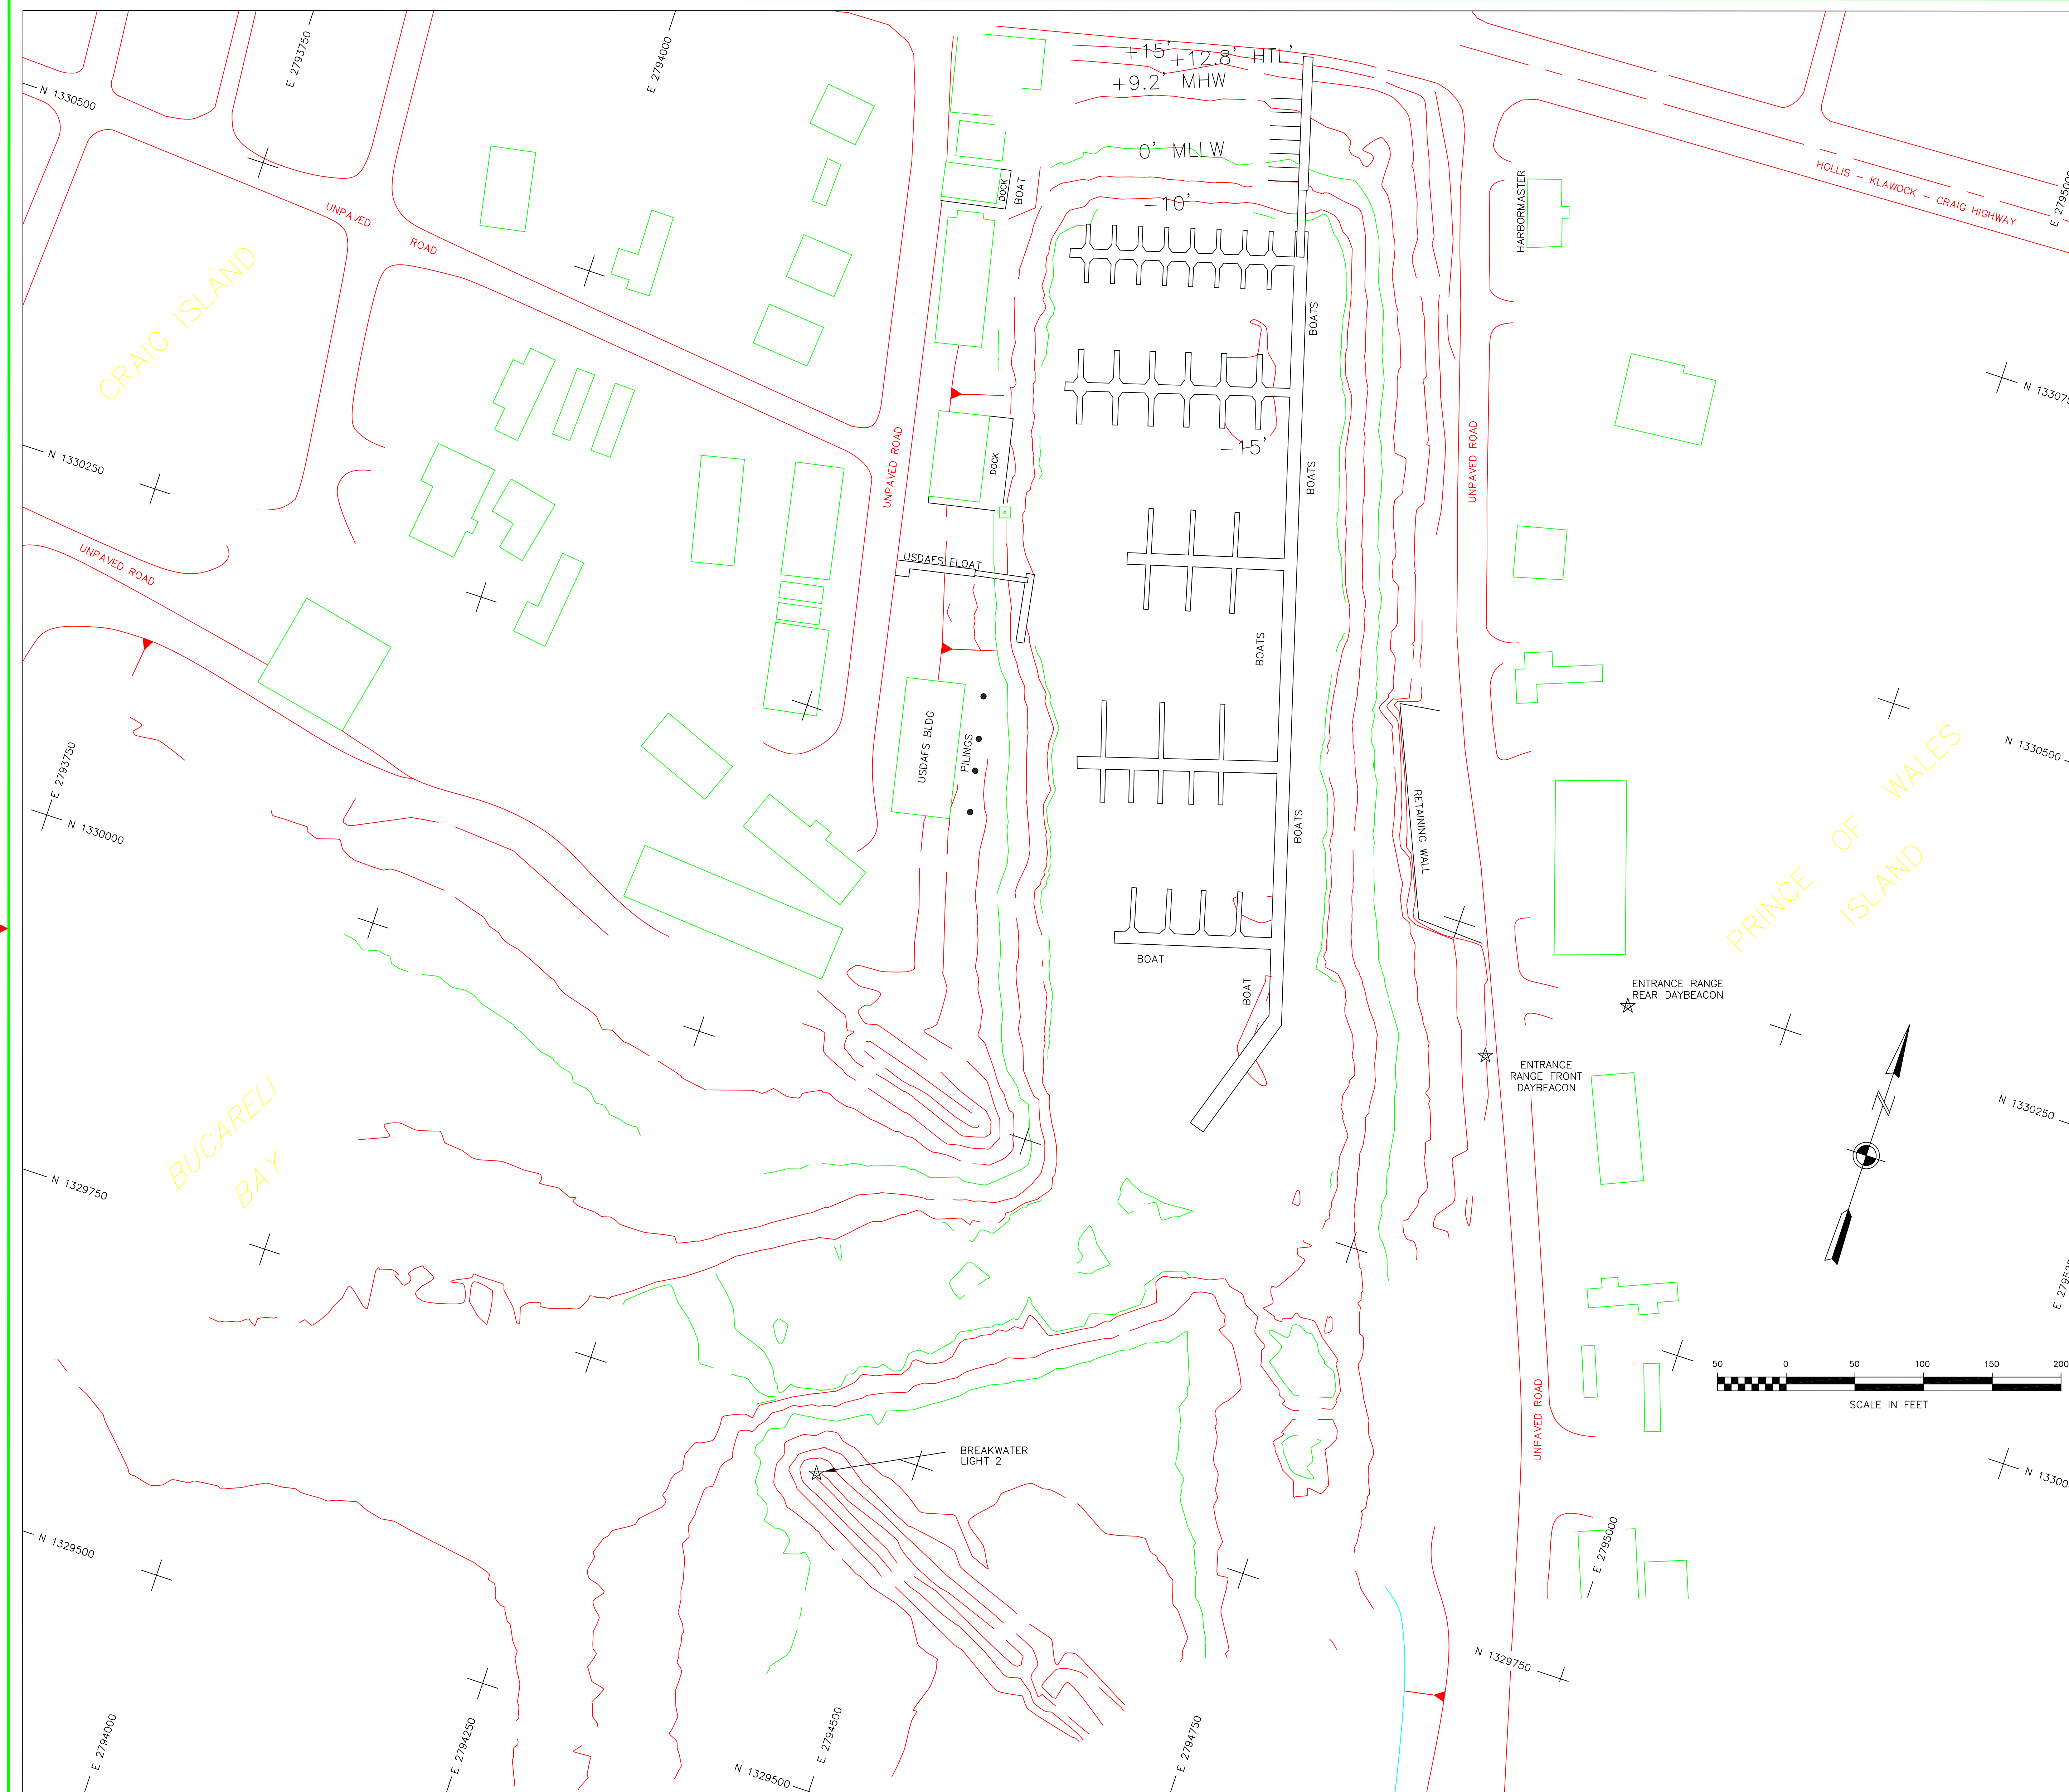 E 2793750
E 2794000
+15'
+12.8' HTL'
+9.2' MHW
N 1330500
0' MLLW
HOLLIS - KLAWOCK - CRAIG HIGHWAY
UNPAVED
ROAD
DOCK
BOAT
HARBORMASTER
E 2795000
-10'
CRAIG ISLAND
BOATS
N 1330250
UNPAVED ROAD
DOCK
-15'
BOATS
UNPAVED ROAD
UNPAVED ROAD
USDAFS FLOAT
BOATS
E 2793750
N 1330000
USDAFS BLDG
PILINGS
BOATS
RETAINING WALL
N 1330500
PRINCE OF WALES
ISLAND
BOAT
BOAT
ENTRANCE RANGE
REAR DAYBEACON
ENTRANCE
RANGE FRONT
DAYBEACON
N 1330250
BUCARELI
BAY
N 1329750
N
50 0 50 100 150 200
SCALE IN FEET
UNPAVED ROAD
BREAKWATER
LIGHT 2
N 1329500
E 2795000
N 1329750
E 2794000
E 2794250
E 2794500
E 2794750
N 1329500